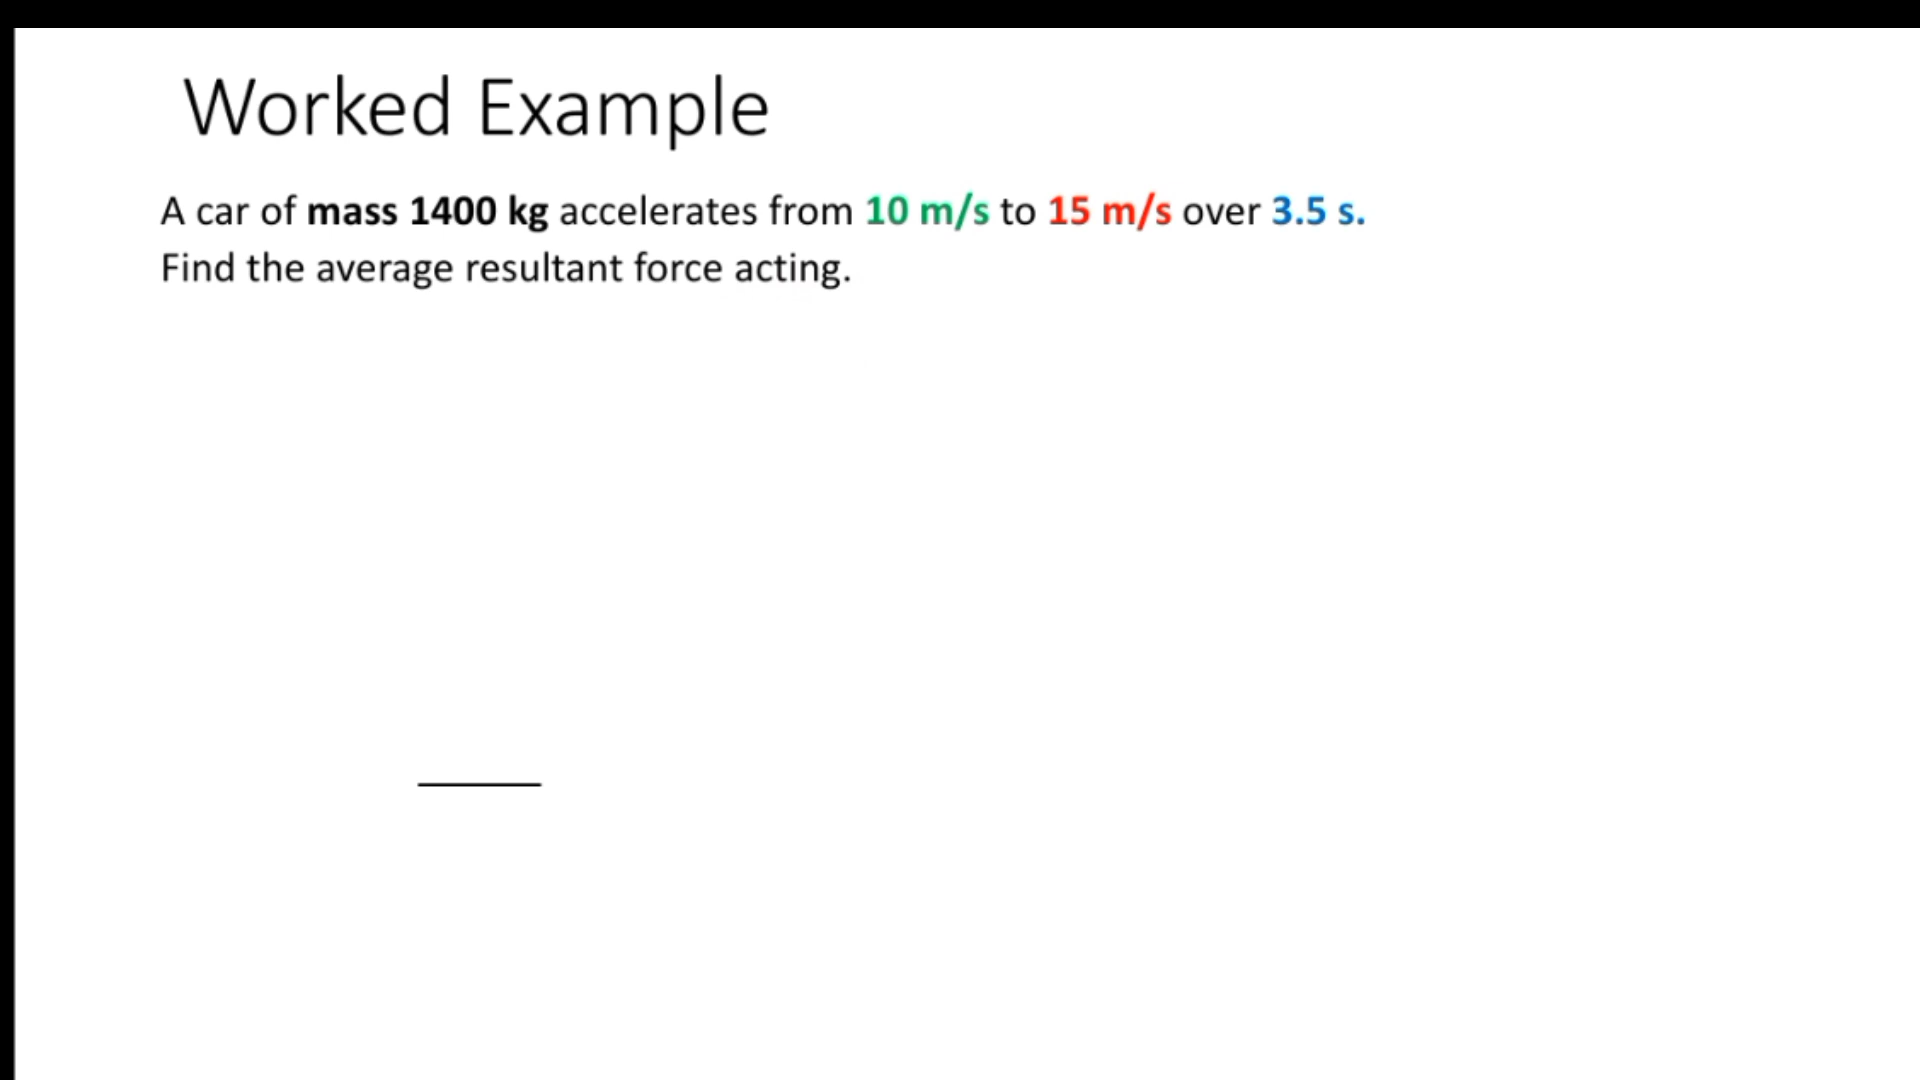 Worked Example
A car of mass 1400 kg accelerates from 10 m/s to 15 m/s over 3.5 s.
Find the average resultant force acting.